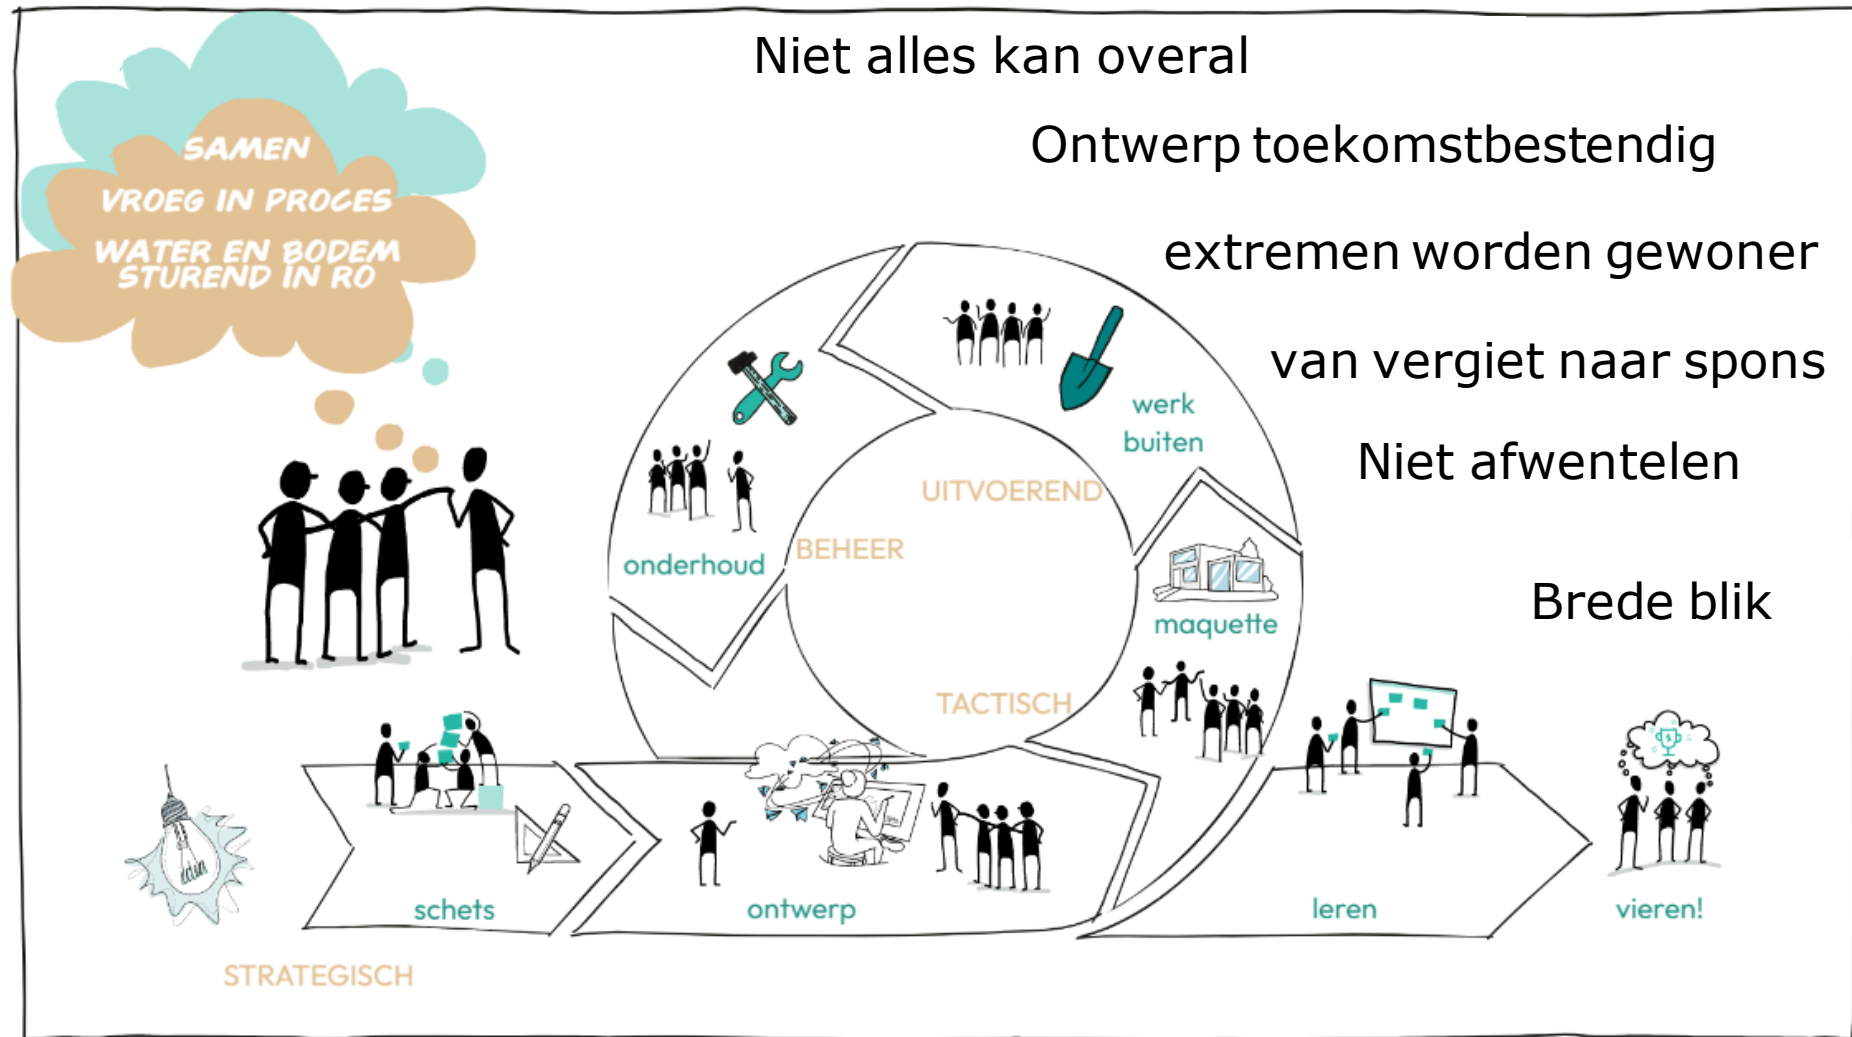 Niet alles kan overal
Ontwerp toekomstbestendig
extremen worden gewoner
van vergiet naar spons
Niet afwentelen
Brede blik
SAMEN
VROEG IN PROCES
WATER EN BODEM
STUREND IN RO
werk
buiten
UITVOEREND
BEHEER
onderhoud
maquette
TACTISCH
schets
ontwerp
leren
vieren!
STRATEGISCH